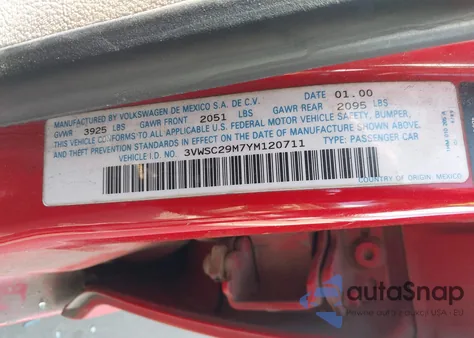 MANUFACTURED BY VOLKSWAGEN DE MEXICO S.A. DE C.V. DATE 01.00
GVWR 3925 LBS GAWR FRONT 2051 LBS GAWR REAR 2095 LBS
THIS VEHICLE CONFORMS TO ALL APPLICABLE U.S. FEDERAL MOTOR VEHICLE SAFETY, BUMPER,
AND THEFT PREVENTION STANDARDS IN EFFECT ON THE DATE OF MANUFACTURE SHOWN ABOVE
VEHICLE I.D. NO. 3VWSC29M7YM120711 TYPE: PASSENGER CAR
COUNTRY OF ORIGIN: MEXICO
autoSnap